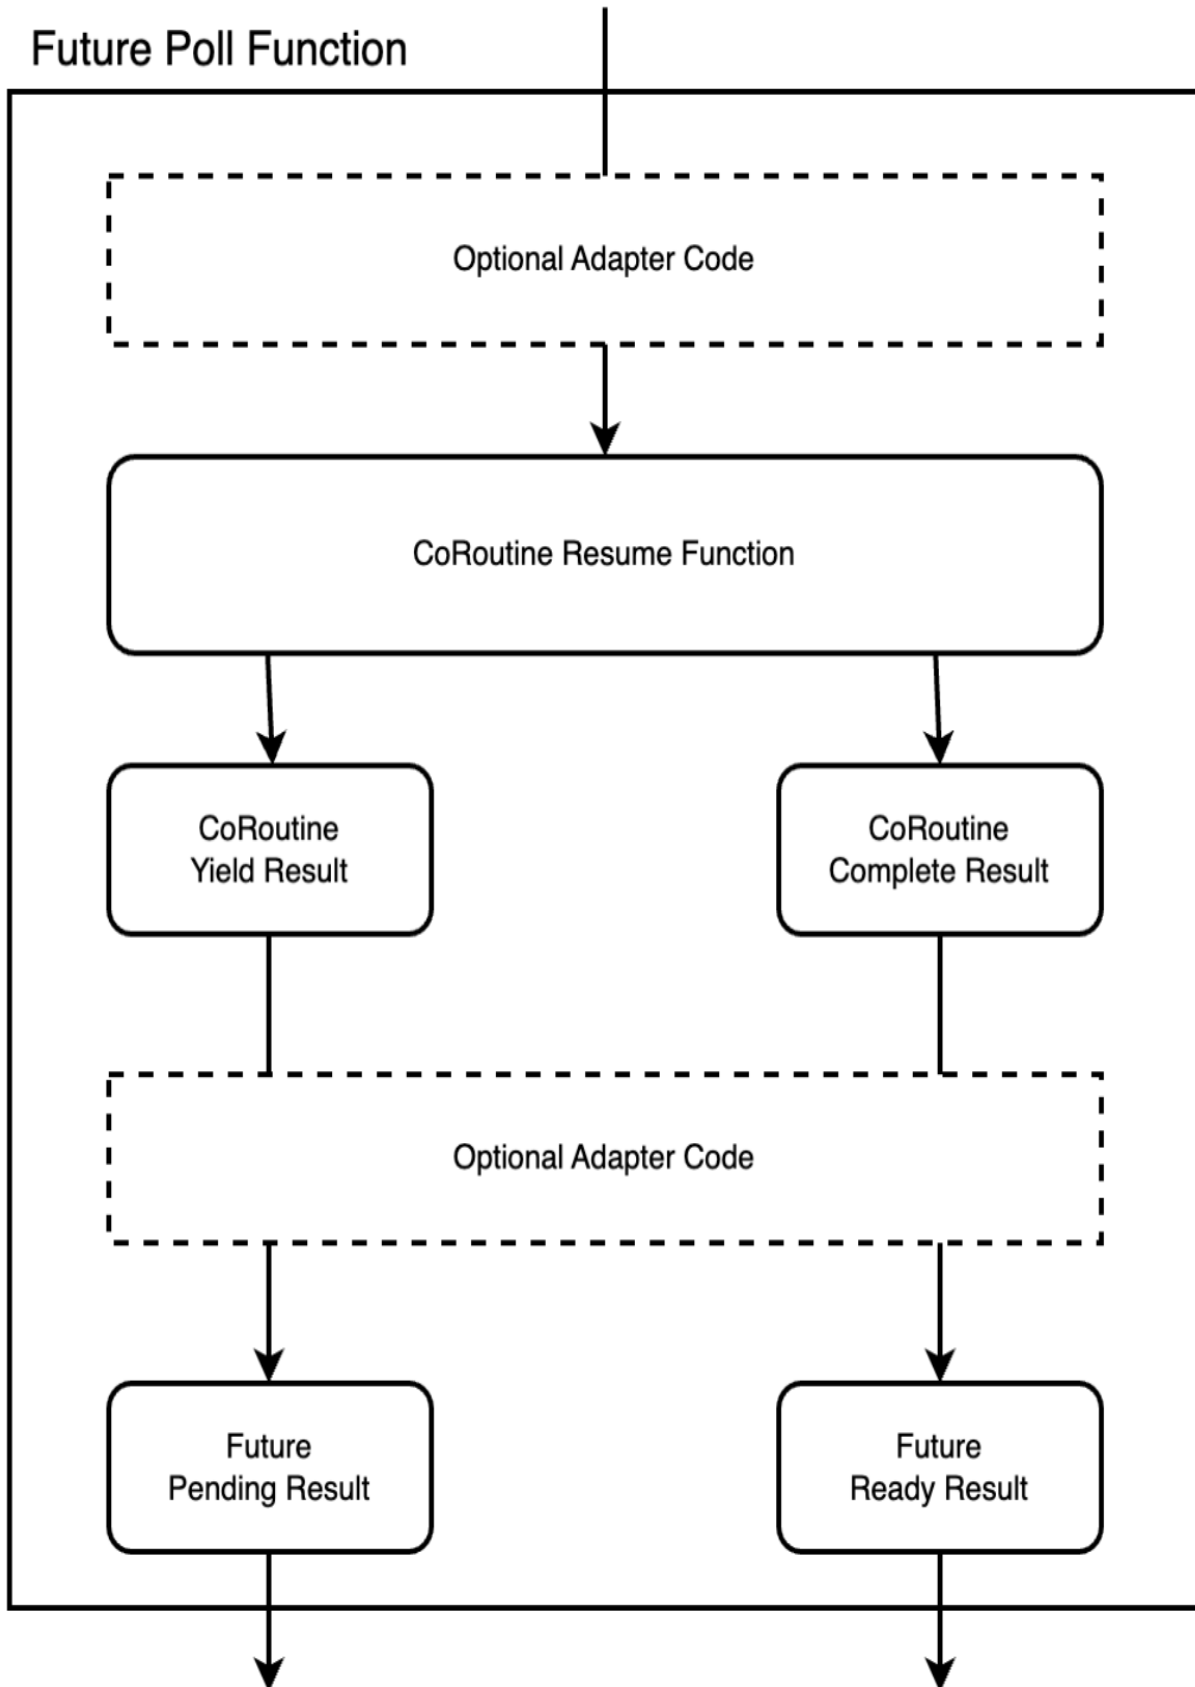 Future Poll Function
Optional Adapter Code
CoRoutine Resume Function
CoRoutine
Yield Result
CoRoutine
Complete Result
Optional Adapter Code
Future
Pending Result
Future
Ready Result